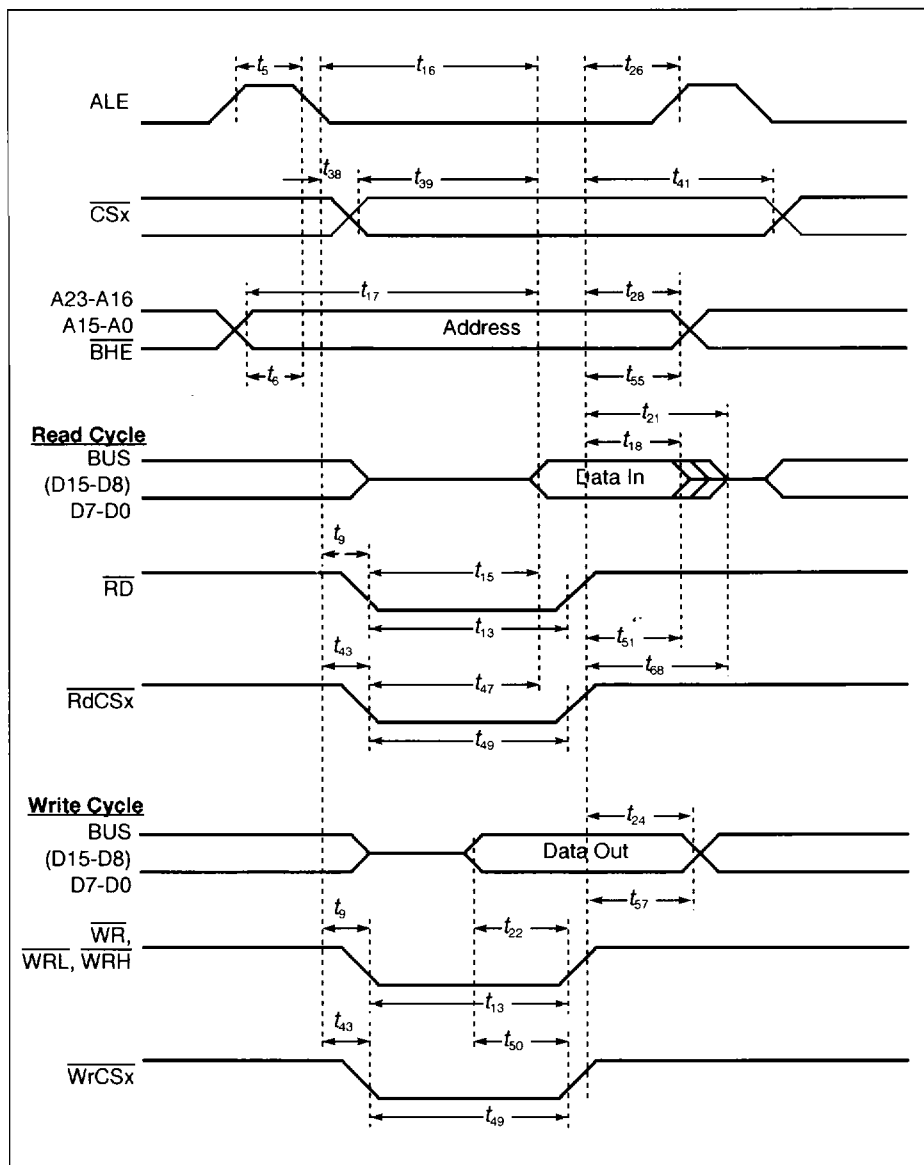 t5 t16 t26
ALE
t38 t39 t41
CSx
t17 t28
A23-A16
A15-A0
BHE
Address
t6 t55
t21
Read Cycle
t18
BUS
(D15-D8)
D7-D0
Data In
t9
t15
RD
t13
t51
t43
t68
t47
RdCSx
t49
Write Cycle
t24
BUS
(D15-D8)
D7-D0
Data Out
t57
t9
t22
WR,
WRL, WRH
t13
t43
t50
WrCSx
t49